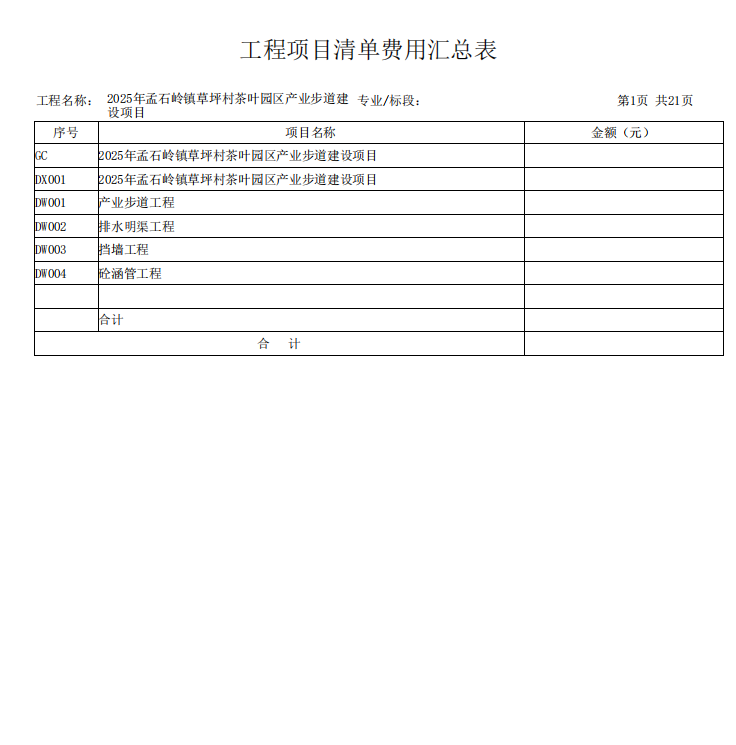 工程项目清单费用汇总表
工程名称： 2025年孟石岭镇草坪村茶叶园区产业步道建 专业/标段： 第1页 共21页
设项目
序号 项目名称 金额（元）
GC 2025年孟石岭镇草坪村茶叶园区产业步道建设项目
DX001 2025年孟石岭镇草坪村茶叶园区产业步道建设项目
DW001 产业步道工程
DW002 排水明渠工程
DW003 挡墙工程
DW004 砼涵管工程
合计
合 计